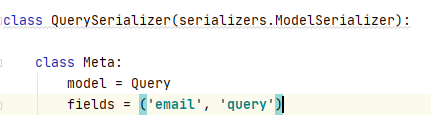 class QuerySerializer(serializers.ModelSerializer):
    class Meta:
        model = Query
        fields = ('email', 'query')